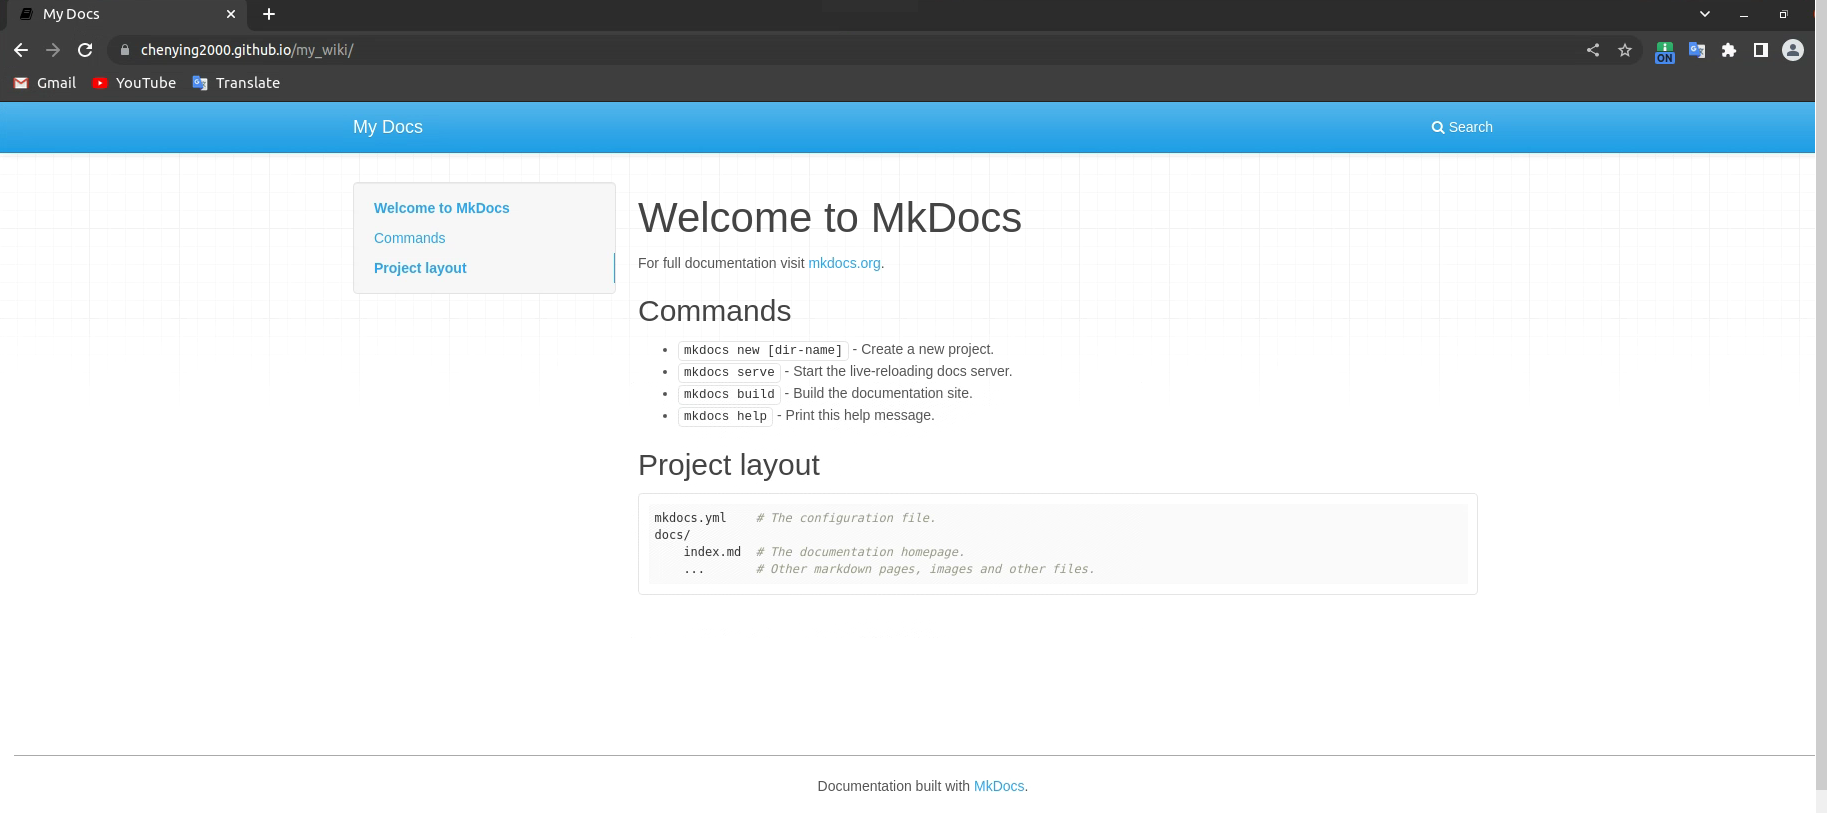 My Docs
chenying2000.github.io/my_wiki/
ON
Gmail YouTube Translate
My Docs Search
Welcome to MkDocs
Commands
Project layout
Welcome to MkDocs
For full documentation visit mkdocs.org.
Commands
• mkdocs new [dir-name] - Create a new project.
• mkdocs serve - Start the live-reloading docs server.
• mkdocs build - Build the documentation site.
• mkdocs help - Print this help message.
Project layout
mkdocs.yml    # The configuration file.
docs/
    index.md  # The documentation homepage.
    ...       # Other markdown pages, images and other files.
Documentation built with MkDocs.